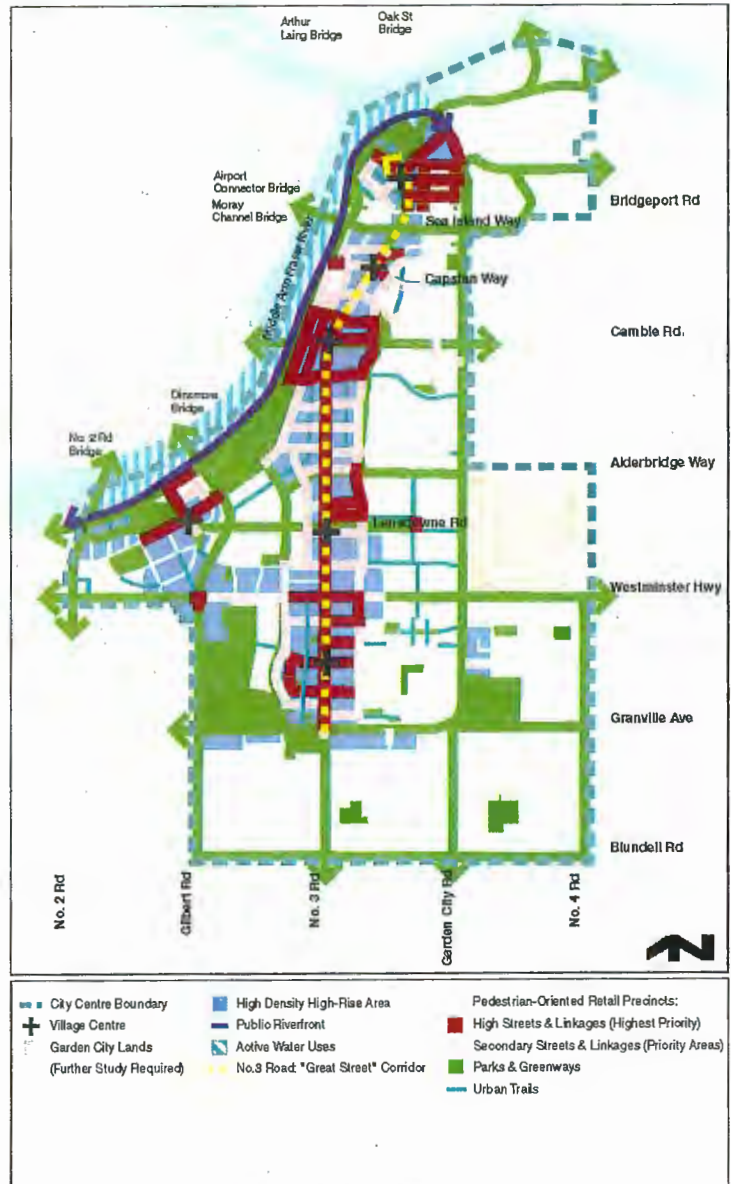 Arthur
Laing Bridge
Oak St
Bridge
Airport
Connector Bridge
Moray
Channel Bridge
Bridgeport Rd
Sea Island Way
Capstan Way
Middle Arm Fraser River
Cambie Rd.
Dinsmore
Bridge
No. 2 Rd
Bridge
Alderbridge Way
Lansdowne Rd
Westminster Hwy
Granville Ave
Blundell Rd
No. 2 Rd
Gilbert Rd
No. 3 Rd
Garden City Rd
No. 4 Rd
N
City Centre Boundary
Village Centre
Garden City Lands
(Further Study Required)
High Density High-Rise Area
Public Riverfront
Active Water Uses
No.3 Road: "Great Street" Corridor
Pedestrian-Oriented Retail Precincts:
High Streets & Linkages (Highest Priority)
Secondary Streets & Linkages (Priority Areas)
Parks & Greenways
Urban Trails